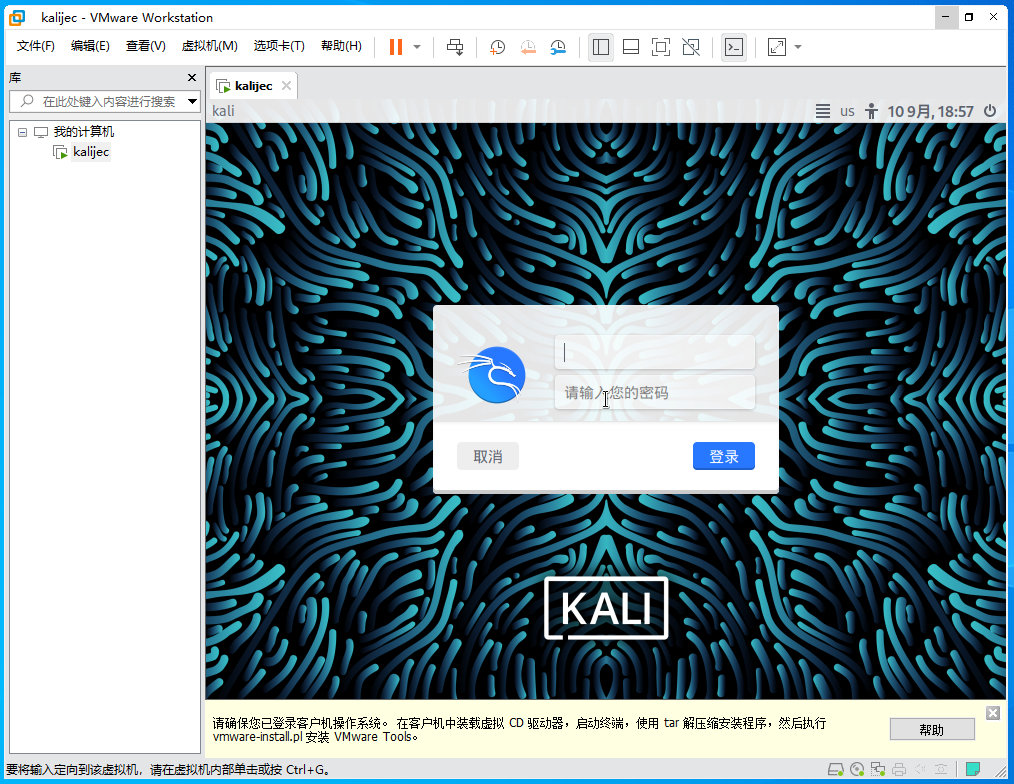 kalijec - VMware Workstation
文件(F) 编辑(E) 查看(V) 虚拟机(M) 选项卡(T) 帮助(H)
库
kalijec
在此处键入内容进行搜索
kali us 10 9月, 18:57
我的计算机
kalijec
请输入您的密码
取消 登录
KALI
请确保您已登录客户机操作系统。在客户机中装载虚拟 CD 驱动器，启动终端，使用 tar 解压缩安装程序，然后执行
vmware-install.pl 安装 VMware Tools。
帮助
要将输入定向到该虚拟机，请在虚拟机内部单击或按 Ctrl+G。